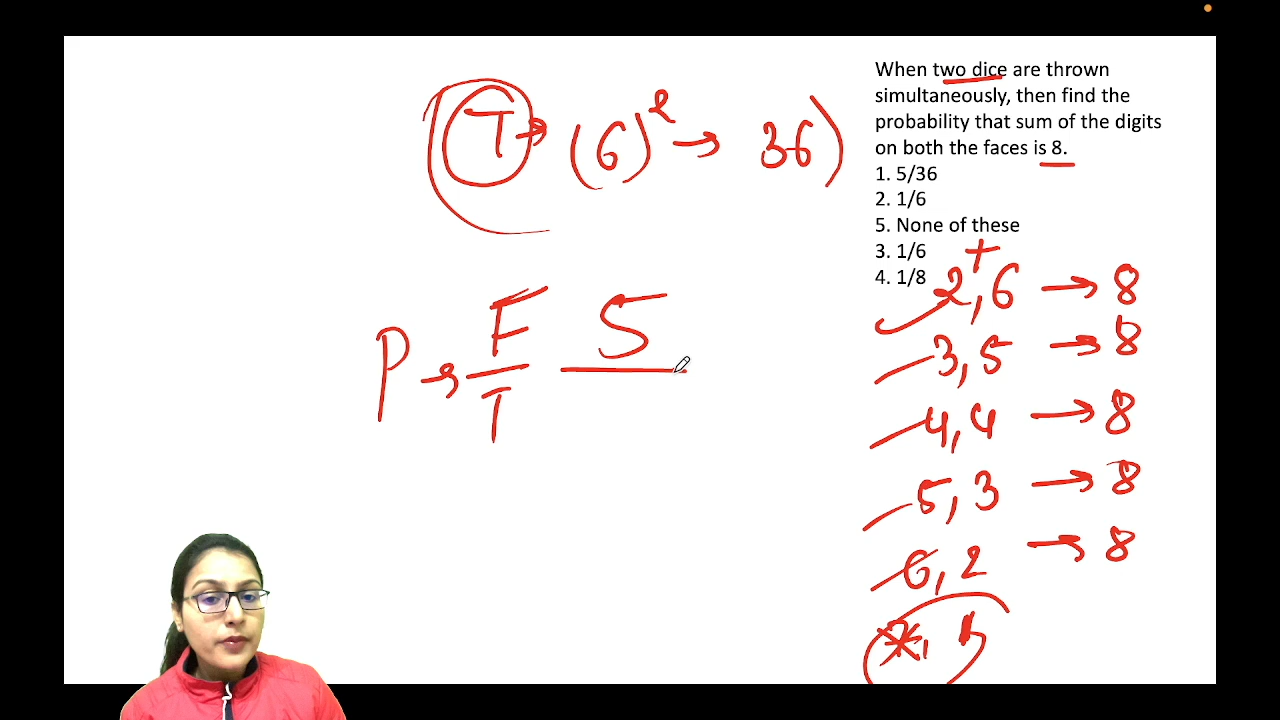 T → (6)² → 36)
When two dice are thrown
simultaneously, then find the
probability that sum of the digits
on both the faces is 8.
1. 5/36
2. 1/6
5. None of these
3. 1/6
4. 1/8
+
2,6 → 8
3,5 → 8
4,4 → 8
5,3 → 8
6,2 → 8
P → F/T 5